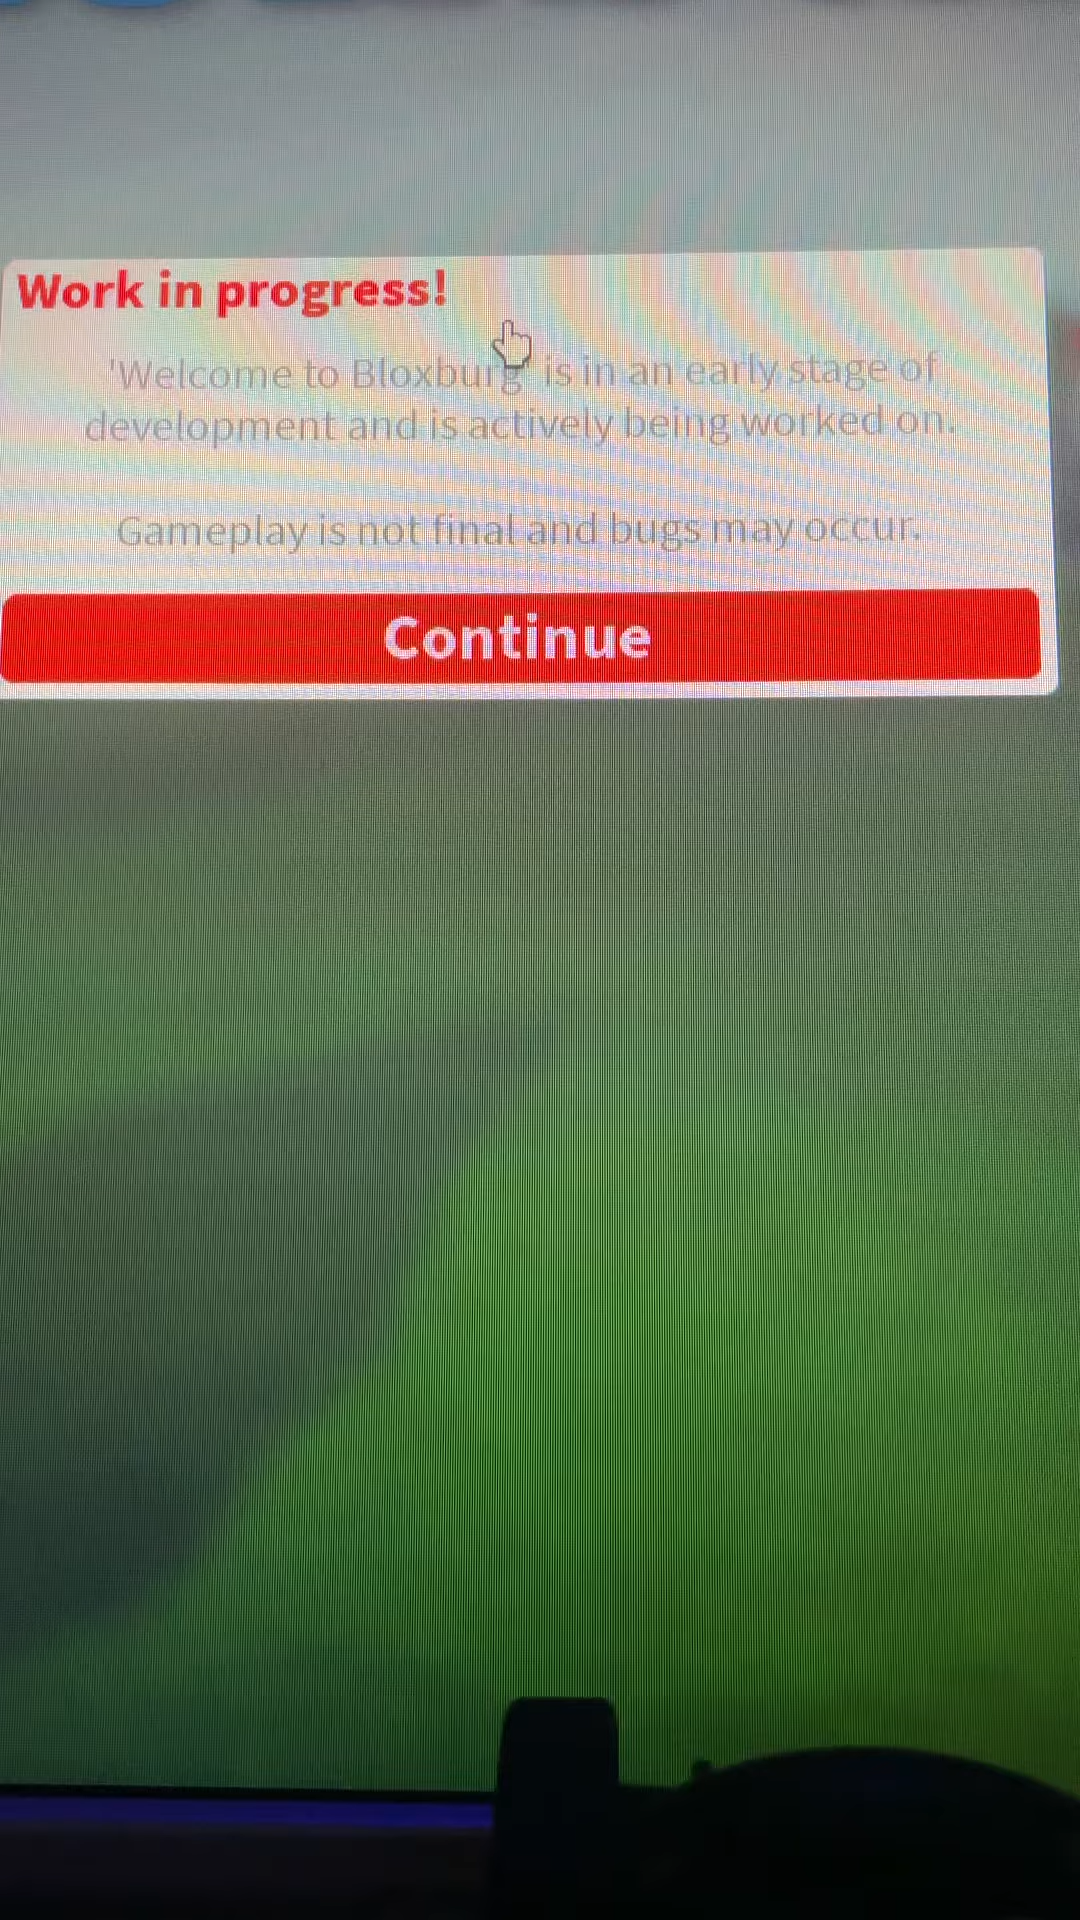 Work in progress!
'Welcome to Bloxburg' is in an early stage of
development and is actively being worked on.
Gameplay is not final and bugs may occur.
Continue